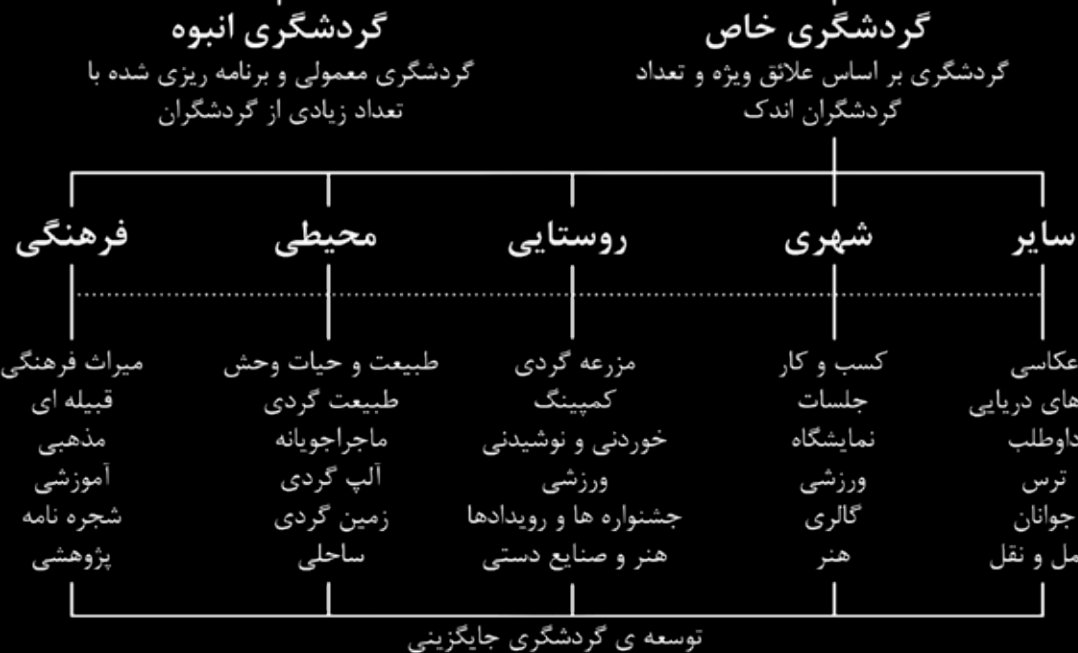 گردشگری خاص
گردشگری بر اساس علائق ویژه و تعداد
گردشگران اندک
گردشگری انبوه
گردشگری معمولی و برنامه ریزی شده با
تعداد زیادی از گردشگران
سایر
عکاسی
های دریایی
داوطلب
ترس
جوانان
و نقل
شهری
کسب و کار
جلسات
نمایشگاه
ورزشی
گالری
هنر
روستایی
مزرعه گردی
کمپینگ
خوردنی و نوشیدنی
ورزشی
جشنواره ها و رویدادها
هنر و صنایع دستی
محیطی
طبیعت و حیات وحش
طبیعت گردی
ماجراجویانه
آلپ گردی
زمین گردی
ساحلی
فرهنگی
میراث فرهنگی
قبیله ای
مذهبی
آموزشی
شجره نامه
پژوهشی
توسعه ی گردشگری جایگزینی